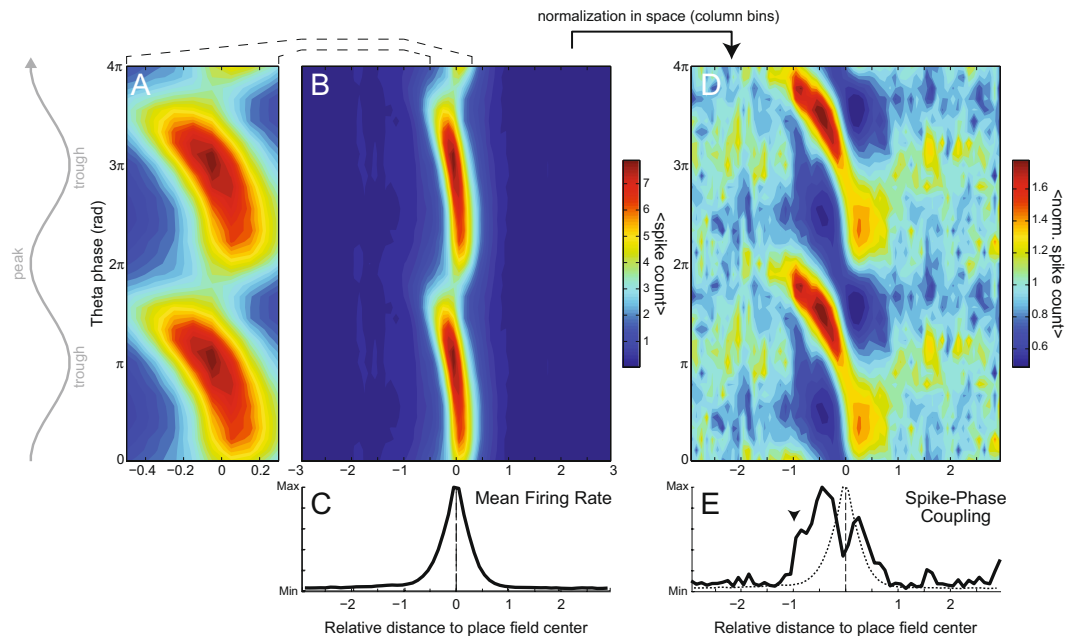 normalization in space (column bins)
A
B
D
4π
3π
2π
π
0
Theta phase (rad)
trough
peak
trough
−0.4 −0.2 0 0.2
−3 −2 −1 0 1 2 3
7
6
5
4
3
2
1
<spike count>
−2 −1 0 1 2
4π
3π
2π
π
0
1.6
1.4
1.2
1
0.8
0.6
<norm. spike count>
C
Mean Firing Rate
Max
Min
−2 −1 0 1 2
Relative distance to place field center
E
Spike-Phase
Coupling
Max
Min
−2 −1 0 1 2
Relative distance to place field center